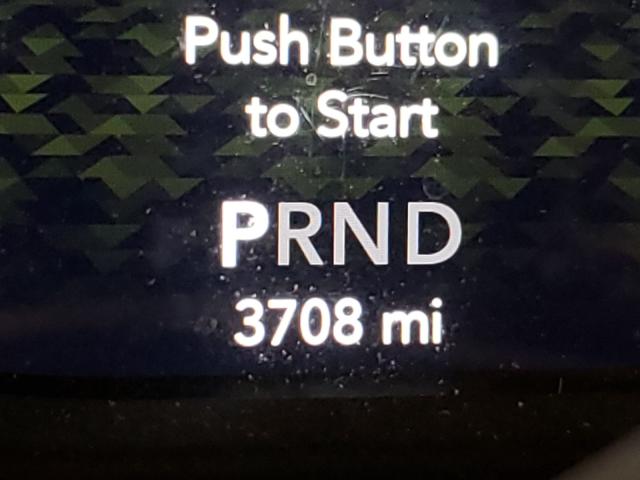 Push Button
to Start
PRND
3708 mi